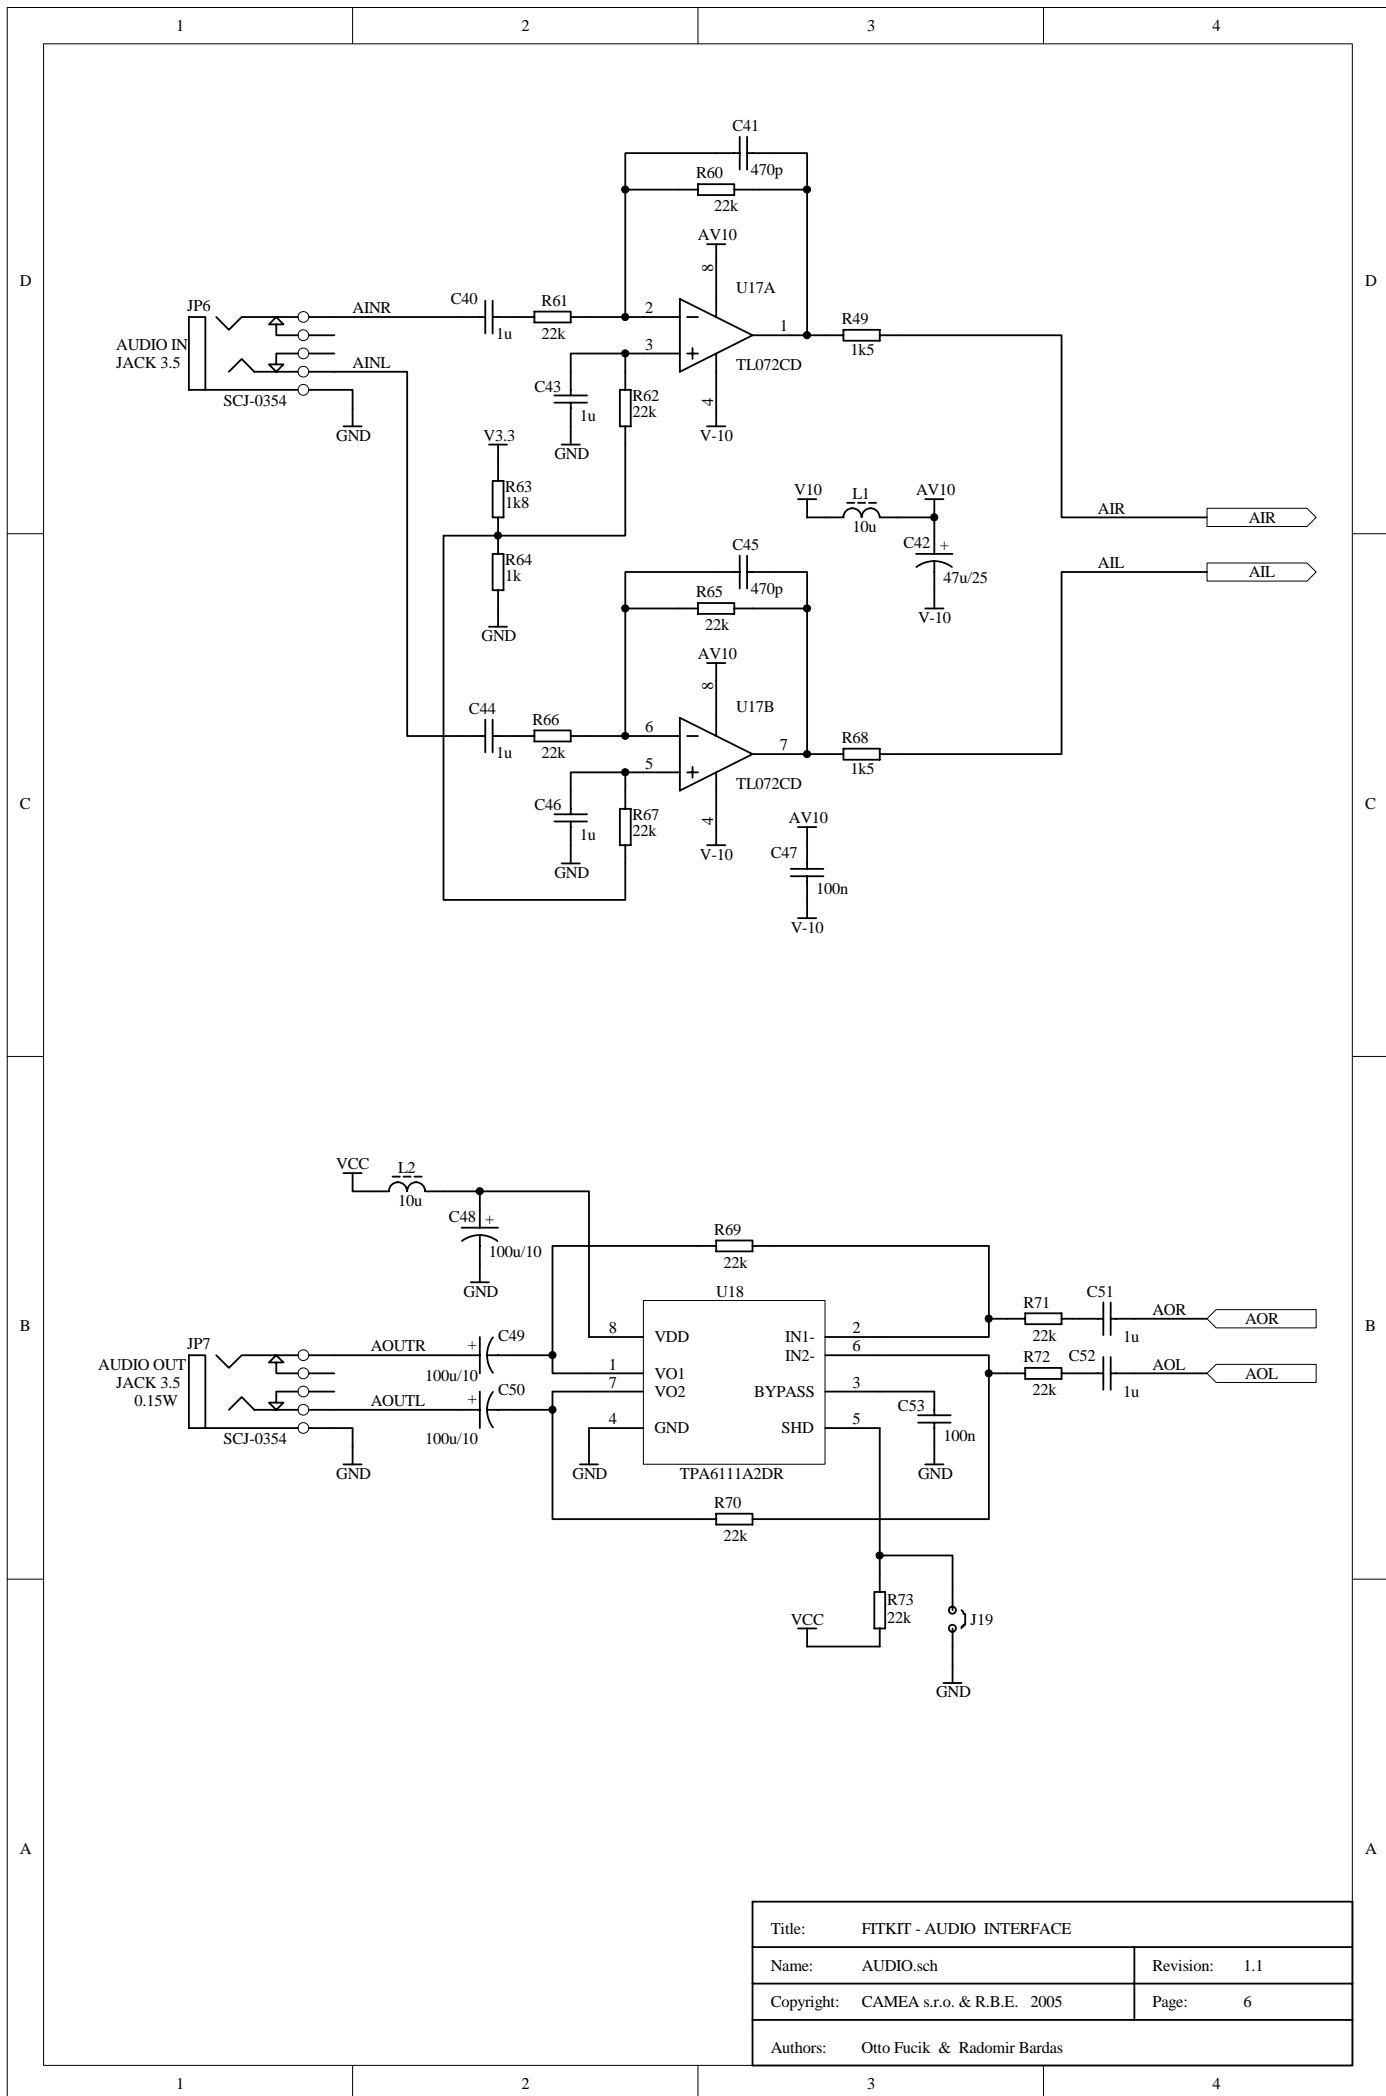 1 2 3 4
D D
C41
470p
R60
22k
AV10
8
U17A
JP6
AUDIO IN
JACK 3.5
SCJ-0354
AINR
AINL
GND
C40
1u
R61
22k
2
3
1
TL072CD
R49
1k5
C43
1u
GND
R62
22k
4
V-10
V3.3
R63
1k8
R64
1k
GND
V10
L1
10u
AV10
C42
+
47u/25
V-10
AIR
AIR
AIL
AIL
C45
470p
R65
22k
AV10
8
U17B
C44
1u
R66
22k
6
5
7
TL072CD
R68
1k5
C C
C46
1u
GND
R67
22k
4
V-10
AV10
C47
100n
V-10
VCC
L2
10u
C48
+
100u/10
GND
R69
22k
U18
B B
JP7
AUDIO OUT
JACK 3.5
0.15W
SCJ-0354
AOUTR
AOUTL
GND
+
C49
100u/10
+
C50
100u/10
8 VDD
1 VO1
7 VO2
4 GND
GND
IN1- 2
IN2- 6
BYPASS 3
SHD 5
TPA6111A2DR
C53
100n
GND
R71
22k
C51
1u
AOR
AOR
R72
22k
C52
1u
AOL
AOL
R70
22k
R73
22k
VCC
J19
GND
A A
Title: FITKIT - AUDIO INTERFACE
Name: AUDIO.sch Revision: 1.1
Copyright: CAMEA s.r.o. & R.B.E. 2005 Page: 6
Authors: Otto Fucik & Radomir Bardas
1 2 3 4